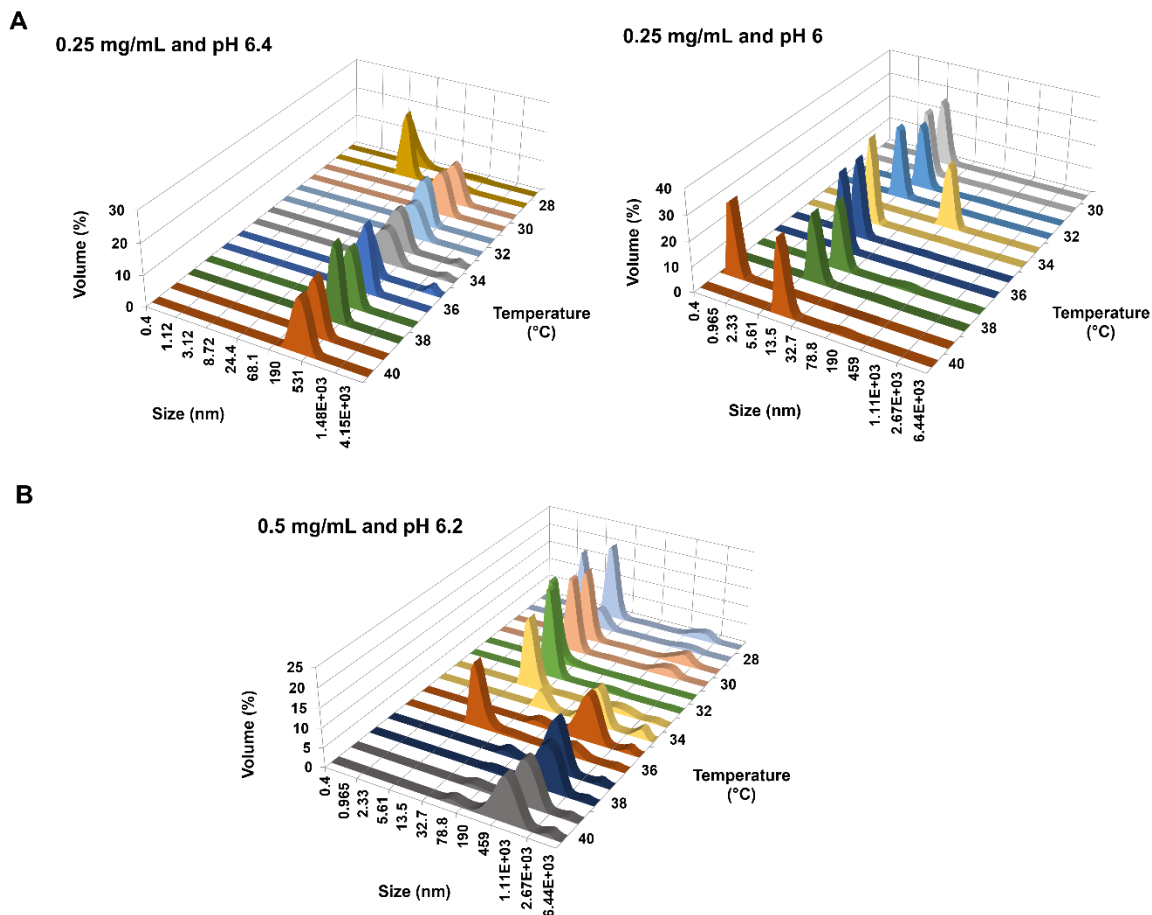 A
0.25 mg/mL and pH 6.4
0.25 mg/mL and pH 6
Volume (%)
30
20
10
0
0.4
1.12
3.12
8.72
24.4
68.1
190
531
1.48E+03
4.15E+03
Size (nm)
28
30
32
34
36
38
40
Temperature
(°C)
Volume (%)
40
30
20
10
0
0.4
0.965
2.33
5.61
13.5
32.7
78.8
190
459
1.11E+03
2.67E+03
6.44E+03
Size (nm)
30
32
34
36
38
40
Temperature
(°C)
B
0.5 mg/mL and pH 6.2
Volume (%)
25
20
15
10
5
0
0.4
0.965
2.33
5.61
13.5
32.7
78.8
190
459
1.11E+03
2.67E+03
6.44E+03
Size (nm)
28
30
32
34
36
38
40
Temperature
(°C)